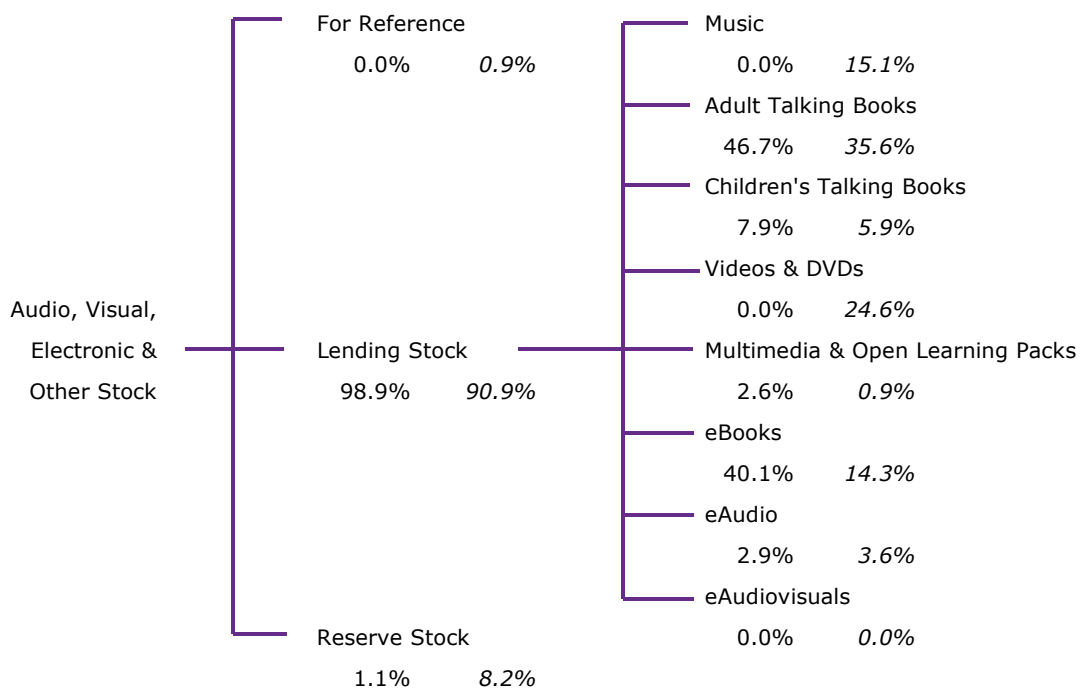 Audio, Visual,
Electronic &
Other Stock
For Reference
0.0% 0.9%
Lending Stock
98.9% 90.9%
Reserve Stock
1.1% 8.2%
Music
0.0% 15.1%
Adult Talking Books
46.7% 35.6%
Children's Talking Books
7.9% 5.9%
Videos & DVDs
0.0% 24.6%
Multimedia & Open Learning Packs
2.6% 0.9%
eBooks
40.1% 14.3%
eAudio
2.9% 3.6%
eAudiovisuals
0.0% 0.0%